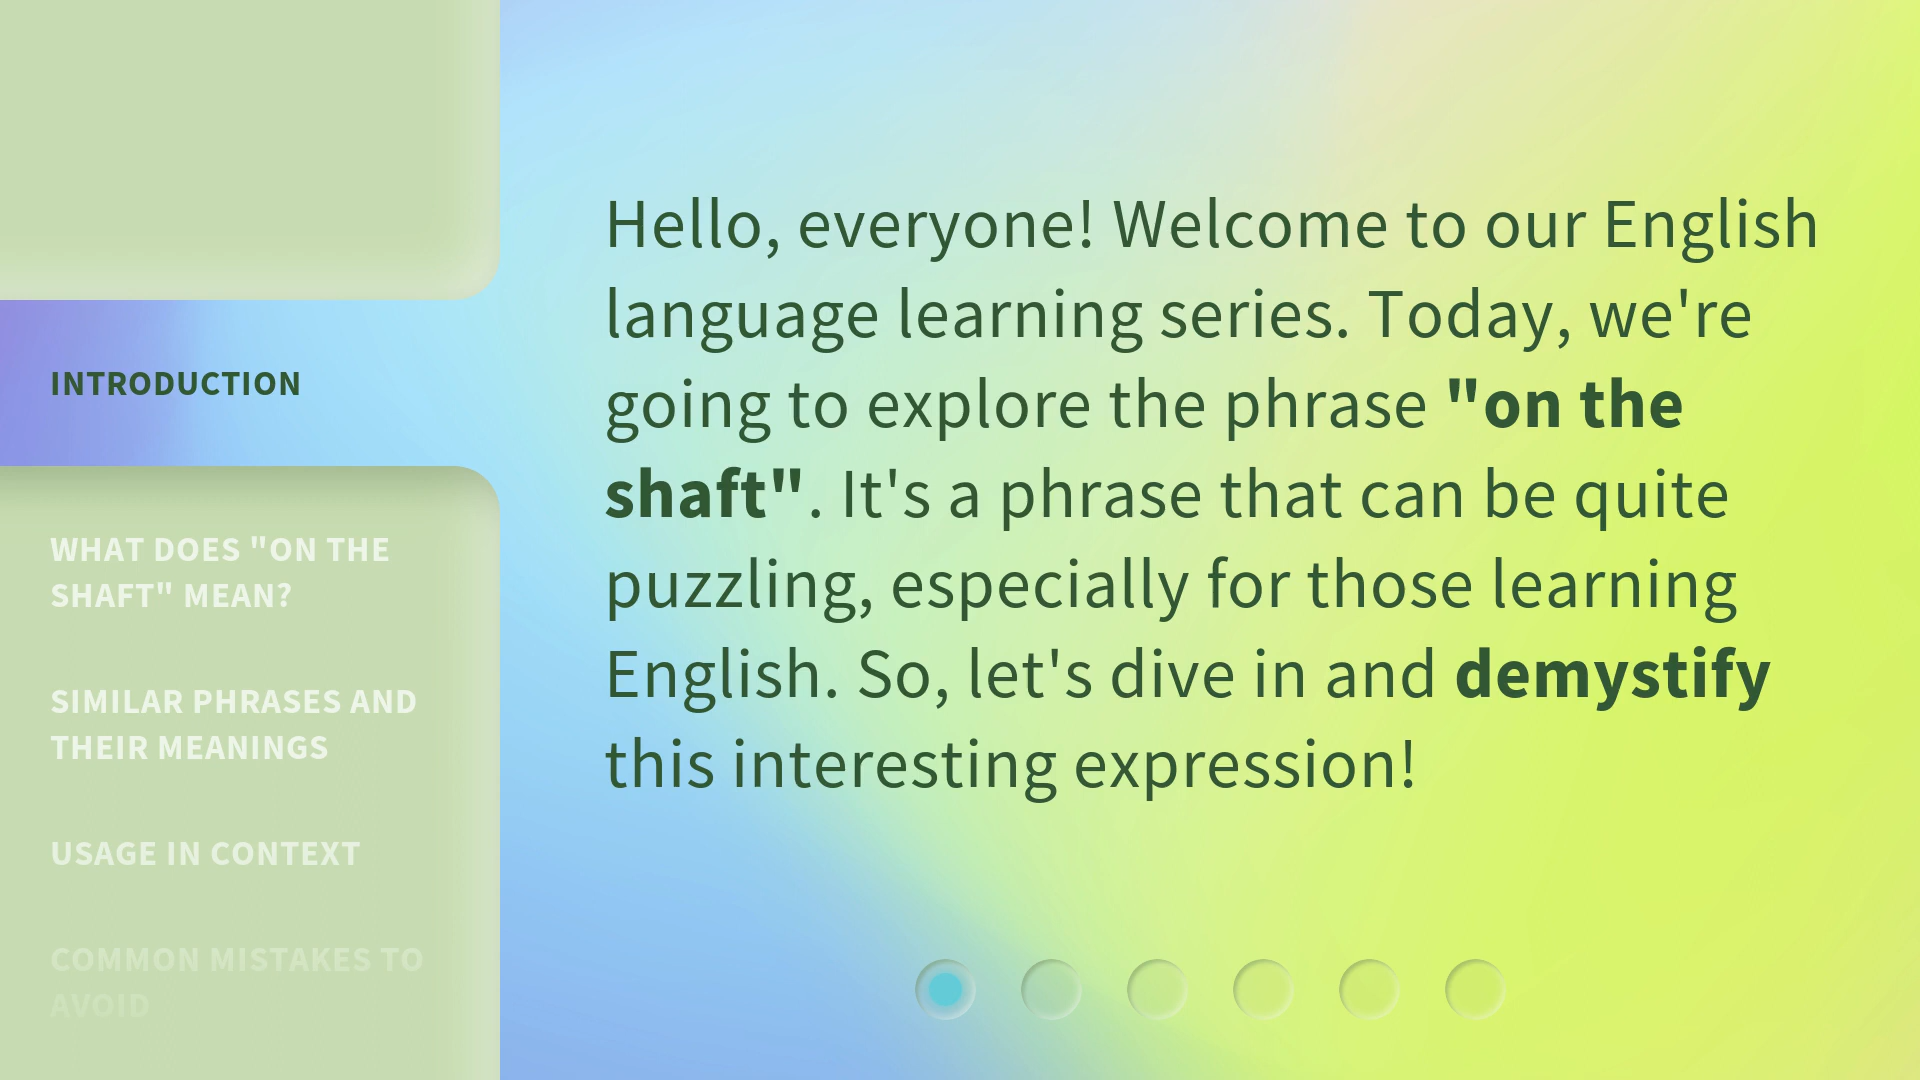 INTRODUCTION
WHAT DOES "ON THE
SHAFT" MEAN?
SIMILAR PHRASES AND
THEIR MEANINGS
USAGE IN CONTEXT
COMMON MISTAKES TO
AVOID
Hello, everyone! Welcome to our English
language learning series. Today, we're
going to explore the phrase "on the
shaft". It's a phrase that can be quite
puzzling, especially for those learning
English. So, let's dive in and demystify
this interesting expression!